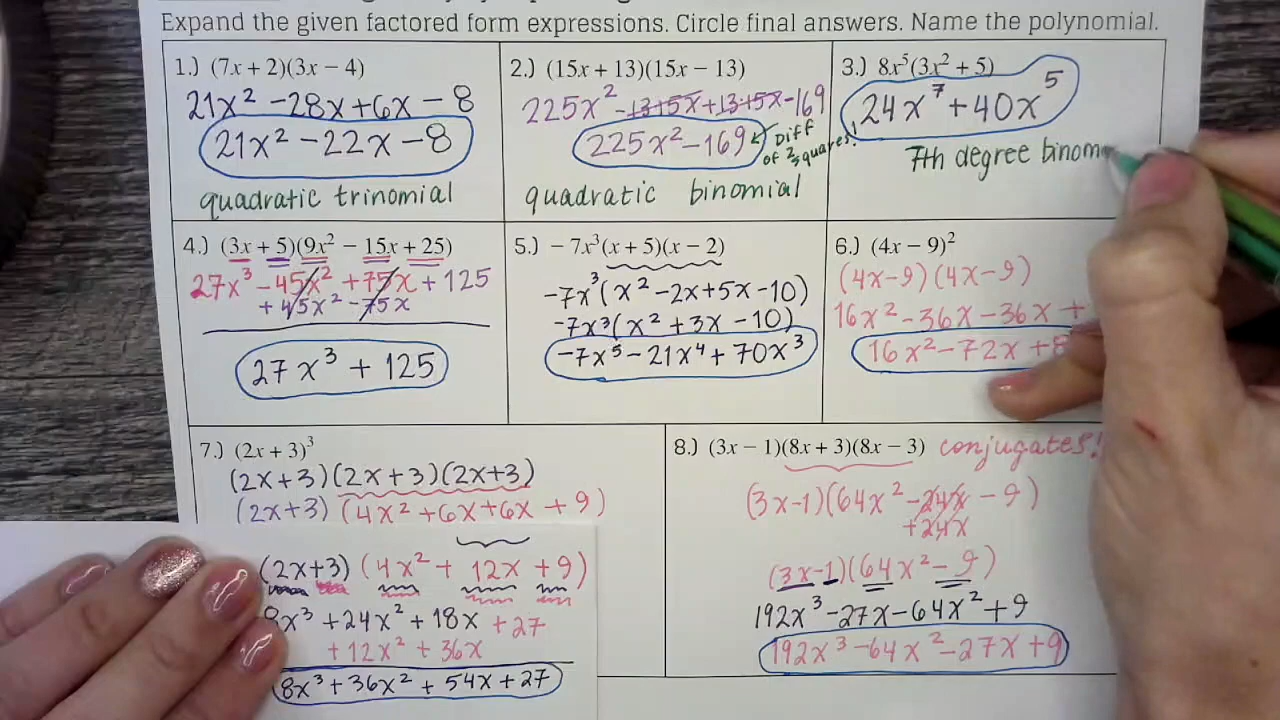 Expand the given factored form expressions. Circle final answers. Name the polynomial.
1.) (7x + 2)(3x − 4)
21x² − 28x + 6x − 8
21x² − 22x − 8
quadratic trinomial
2.) (15x + 13)(15x − 13)
225x² − 13•15x + 13•15x − 169
225x² − 169
Diff
of 2
squares!
quadratic binomial
3.) 8x⁵(3x² + 5)
24x⁷ + 40x⁵
7th degree binom
4.) (3x + 5)(9x² − 15x + 25)
27x³ − 45x² + 75x + 125
+ 45x² − 75x
27x³ + 125
5.) − 7x³(x + 5)(x − 2)
−7x³(x² − 2x + 5x − 10)
−7x³(x² + 3x − 10)
−7x⁵ − 21x⁴ + 70x³
6.) (4x − 9)²
(4x − 9)(4x − 9)
16x² − 36x − 36x +
16x² − 72x + 8
7.) (2x + 3)³
(2x + 3)(2x + 3)(2x + 3)
(2x + 3) (4x² + 6x + 6x + 9)
(2x + 3) (4x² + 12x + 9)
8x³ + 24x² + 18x + 27
+ 12x² + 36x
8x³ + 36x² + 54x + 27
8.) (3x − 1)(8x + 3)(8x − 3) conjugates!
(3x − 1)(64x² − 24x − 9)
+ 24x
(3x − 1)(64x² − 9)
192x³ − 27x − 64x² + 9
192x³ − 64x² − 27x + 9